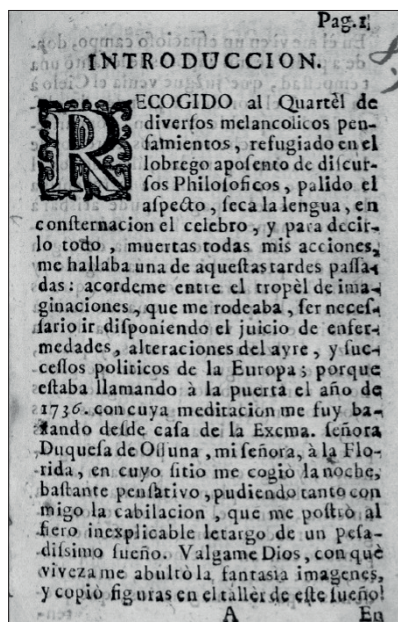 Pag.1
INTRODUCCION.
RECOGIDO al Quartèl de
diversos melancolicos pen-
samientos, refugiado en el
lobrego aposento de discur-
sos Philosoficos, palido el
aspecto, seca la lengua, en
consternacion el celebro, y para decir-
lo todo, muertas todas mis acciones,
me hallaba una de aquestas tardes passa-
das: acordeme entre el tropèl de ima-
ginaciones, que me rodeaba, ser neces-
sario ir disponiendo el juicio de enfer-
medades, alteraciones del ayre, y suc-
cessos politicos de la Europa; porque
estaba llamando à la puerta el año de
1736. con cuya meditacion me fuy ba-
xando desde casa de la Excma. señora
Duquesa de Ossuna, mi señora, à la Flo-
rida, en cuyo sitio me cogiò la noche,
bastante pensativo, pudiendo tanto con
migo la cabilacion, que me postrò al
fiero inexplicable letargo de un pesa-
dissimo sueño. Valgame Dios, con què
viveza me abultò la fantasia imagenes,
y copiò figuras en el tallèr de este sueño!
A En